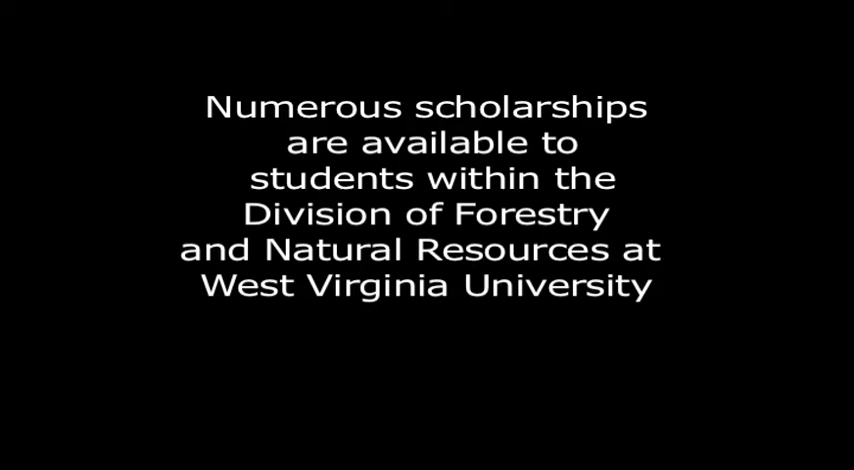 Numerous scholarships
are available to
students within the
Division of Forestry
and Natural Resources at
West Virginia University